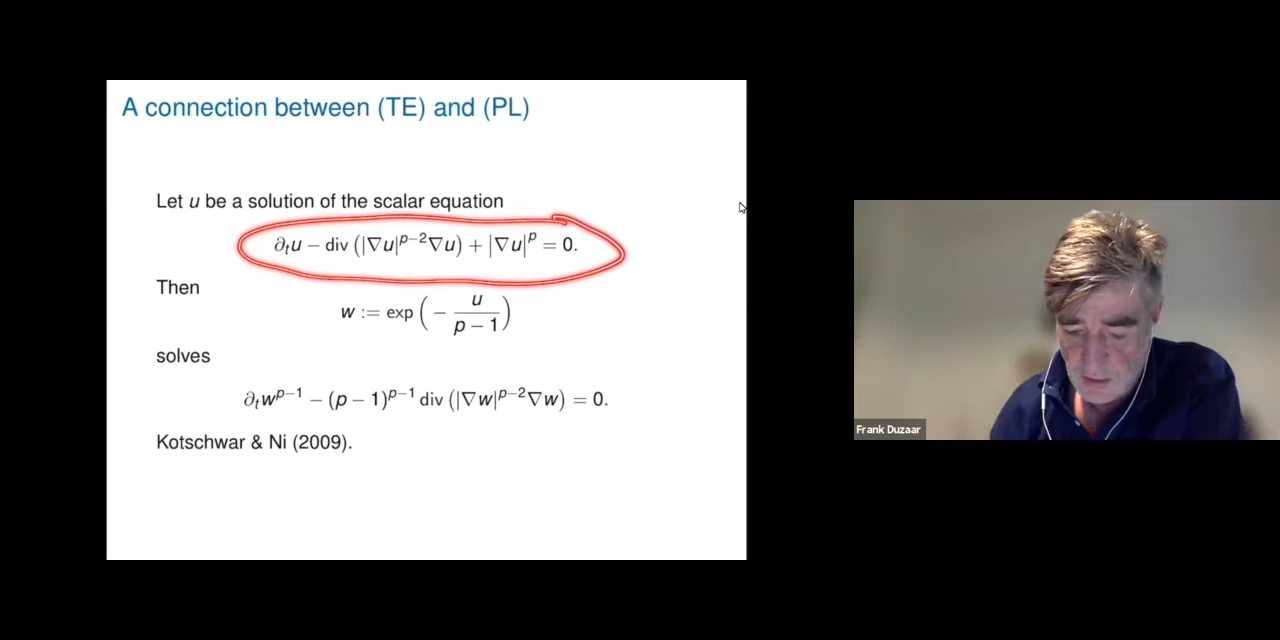 A connection between (TE) and (PL)
Let u be a solution of the scalar equation
∂ₜu − div (|∇u|^{p−2}∇u) + |∇u|^p = 0.
Then
w := exp (− u/(p − 1))
solves
∂ₜw^{p−1} − (p − 1)^{p−1} div (|∇w|^{p−2}∇w) = 0.
Kotschwar & Ni (2009).
Frank Duzaar